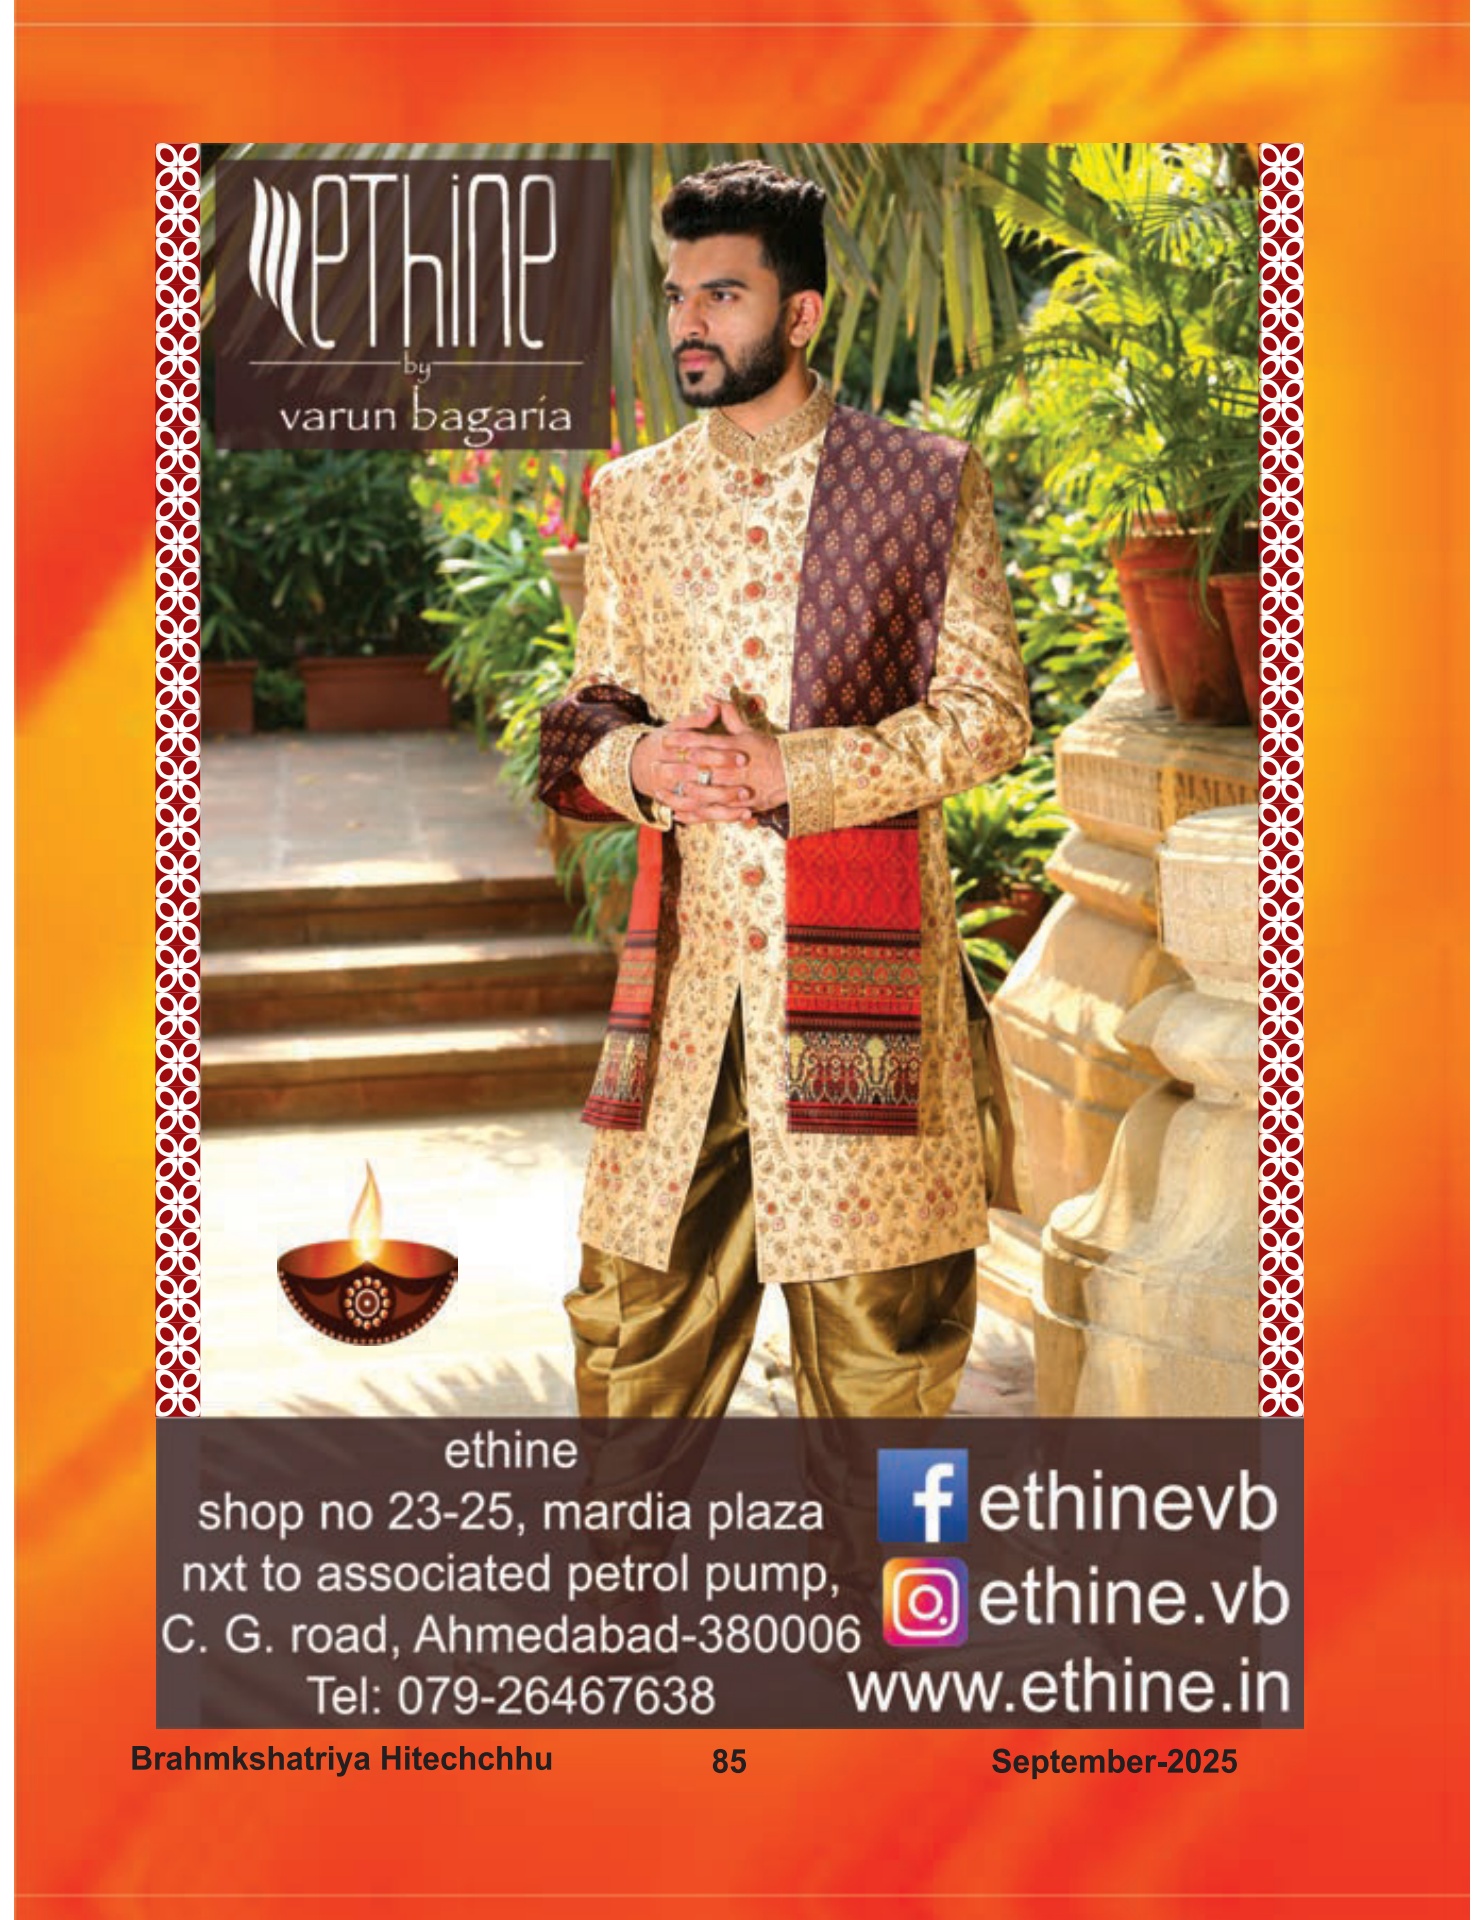 ethine
by
varun bagaria
ethine
shop no 23-25, mardia plaza
nxt to associated petrol pump,
C. G. road, Ahmedabad-380006
Tel: 079-26467638
ethinevb
ethine.vb
www.ethine.in
Brahmkshatriya Hitechchhu 85 September-2025